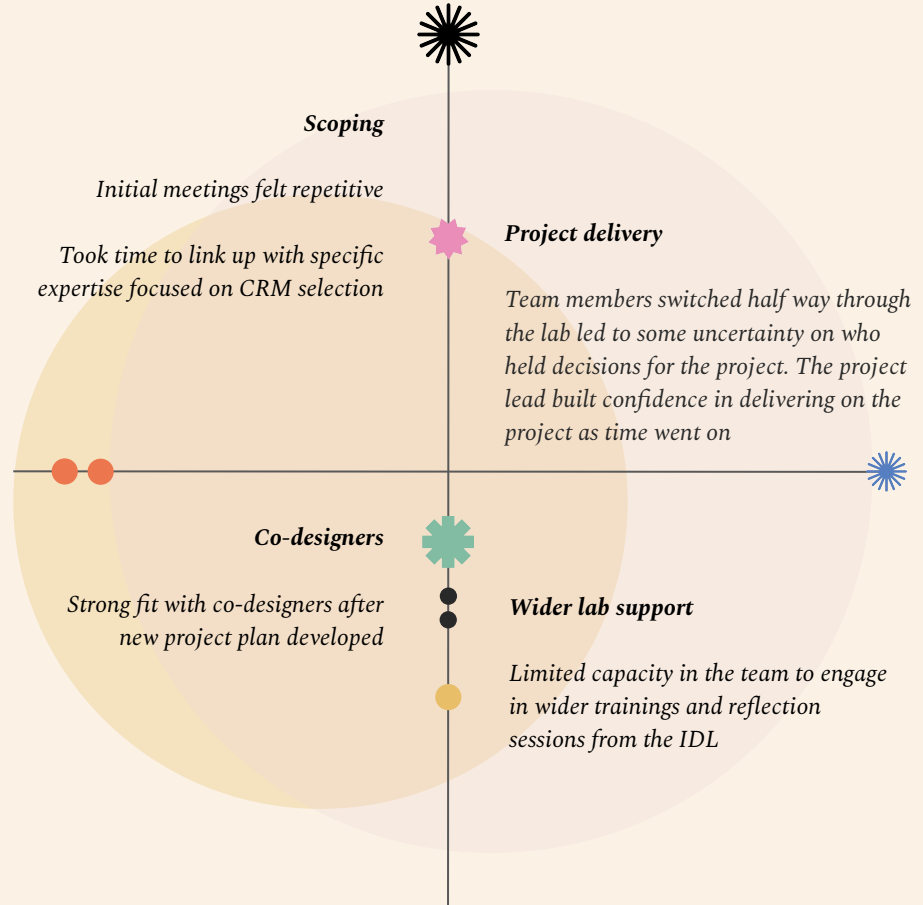 Scoping
Initial meetings felt repetitive
Took time to link up with specific
expertise focused on CRM selection
Project delivery
Team members switched half way through
the lab led to some uncertainty on who
held decisions for the project. The project
lead built confidence in delivering on the
project as time went on
Co-designers
Strong fit with co-designers after
new project plan developed
Wider lab support
Limited capacity in the team to engage
in wider trainings and reflection
sessions from the IDL